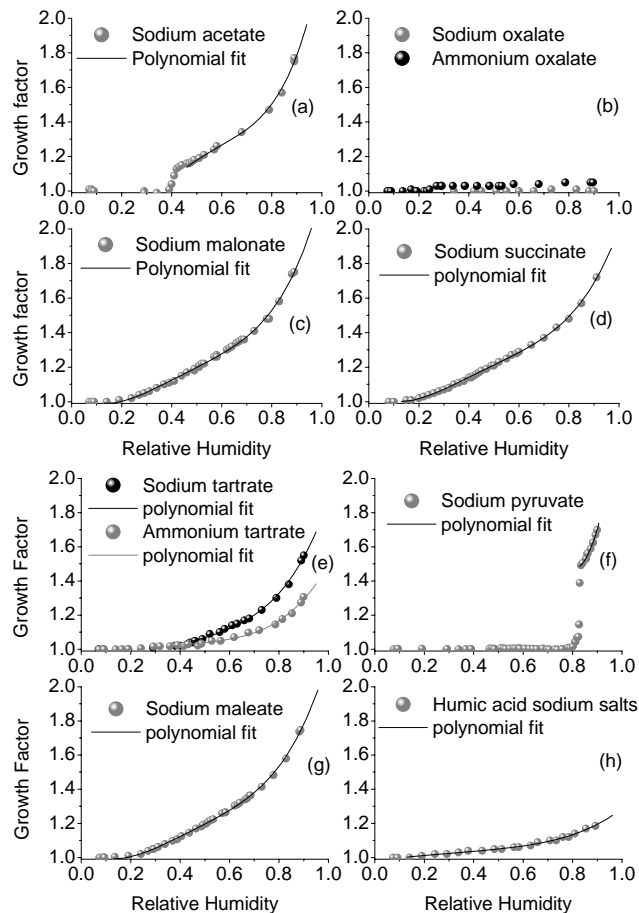 Sodium acetate
Polynomial fit
(a)
Growth factor
2.0
1.8
1.6
1.4
1.2
1.0
0.0 0.2 0.4 0.6 0.8 1.0
Sodium oxalate
Ammonium oxalate
(b)
2.0
1.8
1.6
1.4
1.2
1.0
0.0 0.2 0.4 0.6 0.8 1.0
Sodium malonate
Polynomial fit
(c)
Growth factor
2.0
1.8
1.6
1.4
1.2
1.0
0.0 0.2 0.4 0.6 0.8 1.0
Relative Humidity
Sodium succinate
polynomial fit
(d)
2.0
1.8
1.6
1.4
1.2
1.0
0.0 0.2 0.4 0.6 0.8 1.0
Relative Humidity
Sodium tartrate
polynomial fit
Ammonium tartrate
polynomial fit
(e)
Growth Factor
2.0
1.8
1.6
1.4
1.2
1.0
0.0 0.2 0.4 0.6 0.8 1.0
Sodium pyruvate
polynomial fit
(f)
2.0
1.8
1.6
1.4
1.2
1.0
0.0 0.2 0.4 0.6 0.8 1.0
Sodium maleate
polynomial fit
(g)
Growth Factor
2.0
1.8
1.6
1.4
1.2
1.0
0.0 0.2 0.4 0.6 0.8 1.0
Relative Humidity
Humic acid sodium salts
polynomial fit
(h)
2.0
1.8
1.6
1.4
1.2
1.0
0.0 0.2 0.4 0.6 0.8 1.0
Relative Humidity